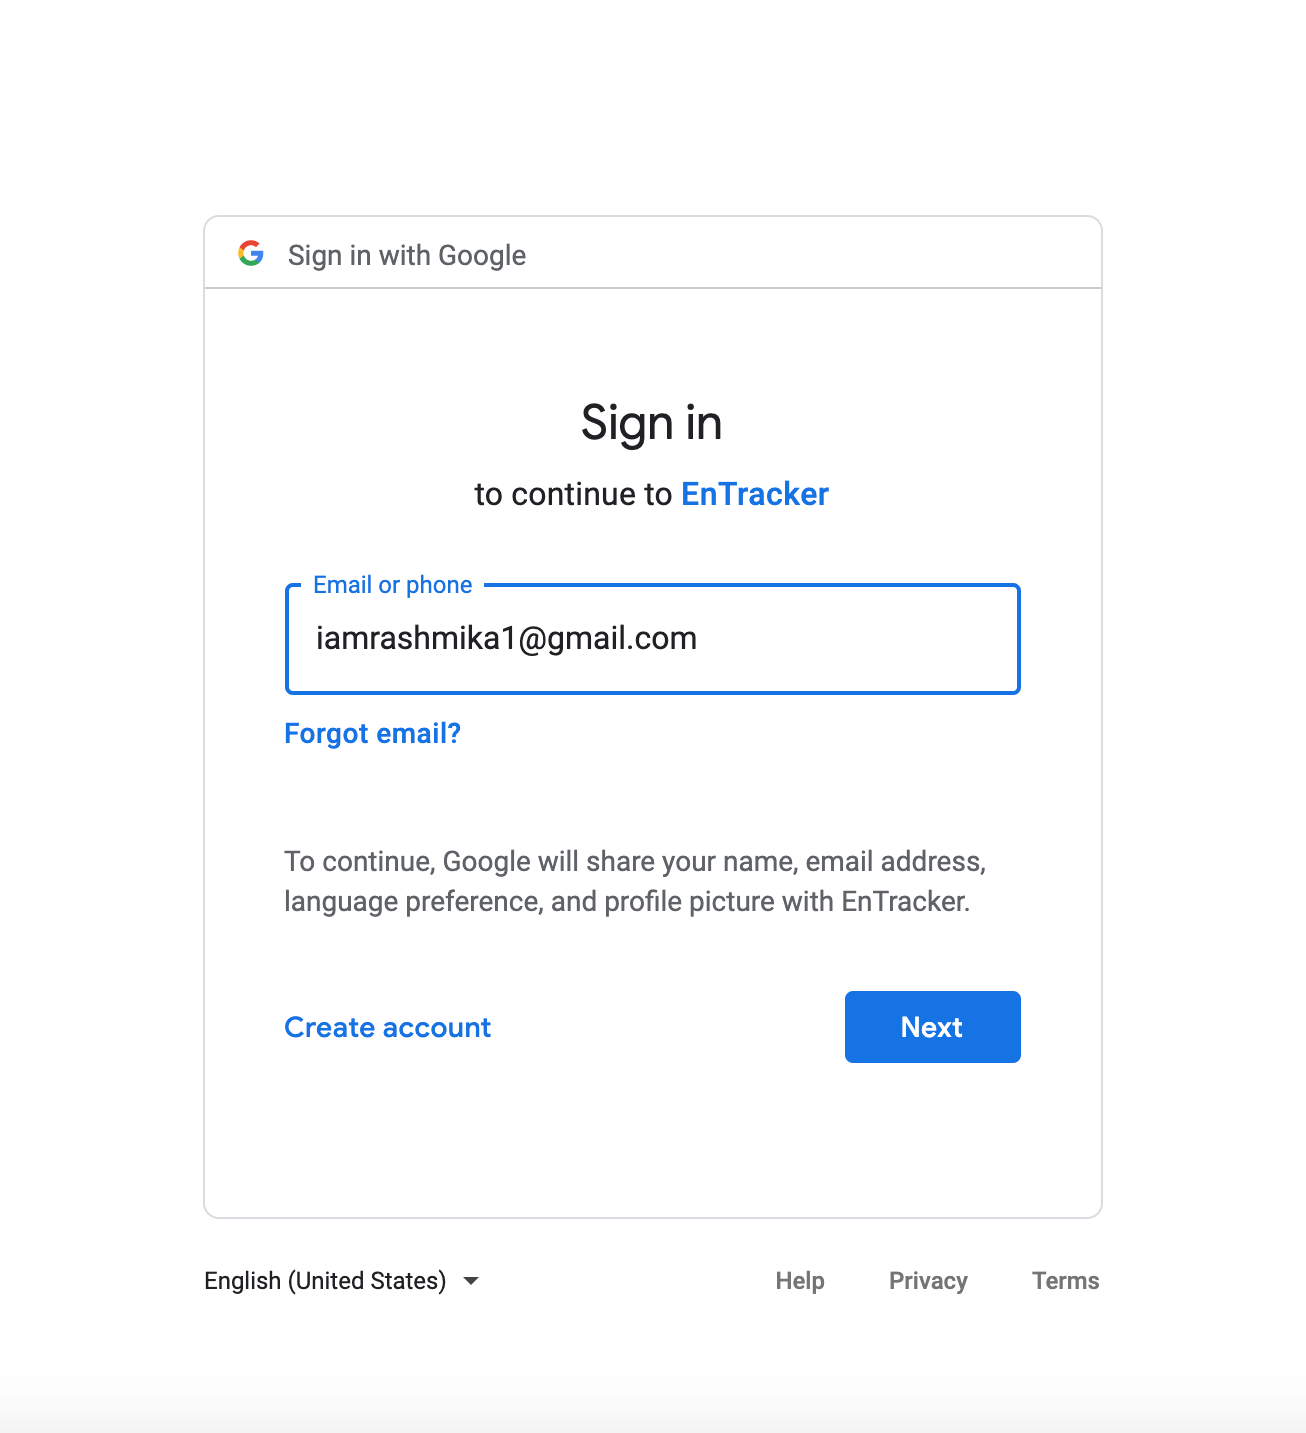 Sign in with Google
Sign in
to continue to EnTracker
Email or phone
iamrashmika1@gmail.com
Forgot email?
To continue, Google will share your name, email address,
language preference, and profile picture with EnTracker.
Create account
Next
English (United States)
Help
Privacy
Terms